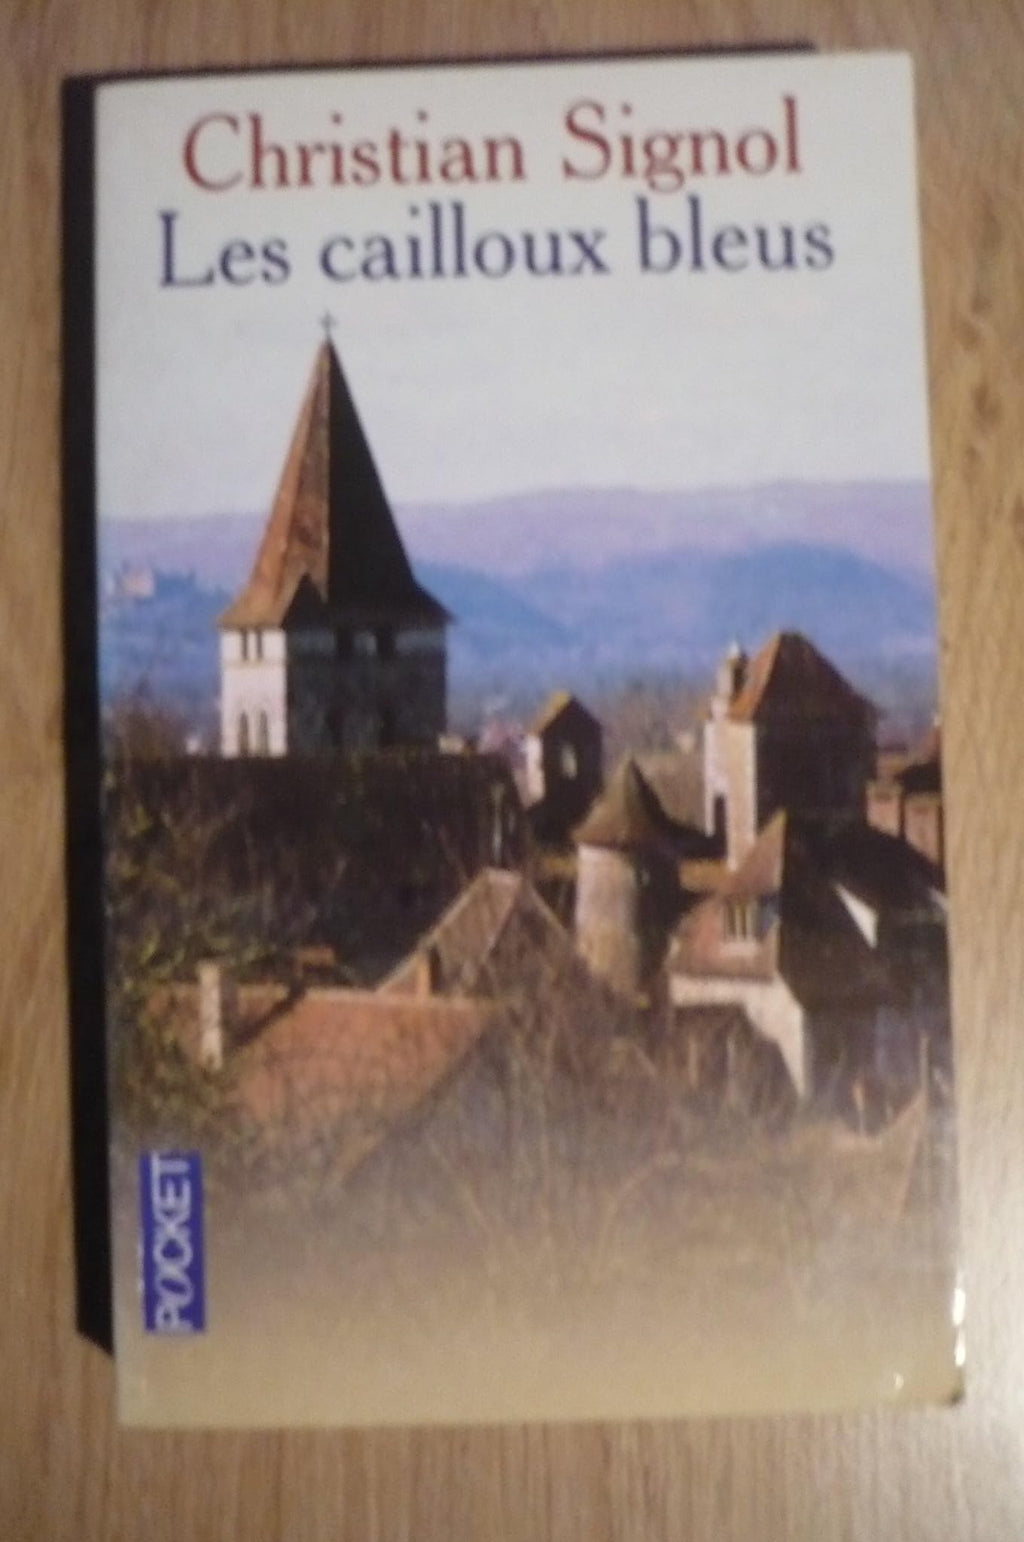 Christian Signol
Les cailloux bleus
POCKET